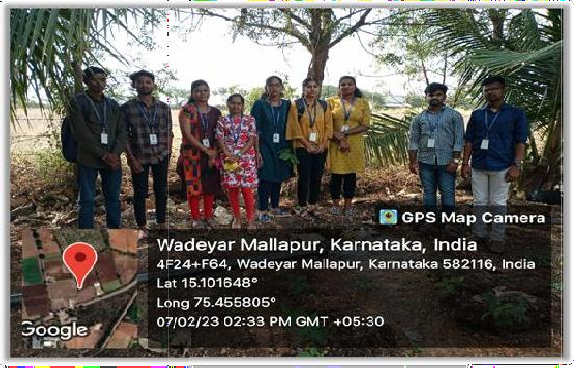 GPS Map Camera
Wadeyar Mallapur, Karnataka, India
4F24+F64, Wadeyar Mallapur, Karnataka 582116, India
Lat 15.101648°
Long 75.455805°
07/02/23 02:33 PM GMT +05:30
Google